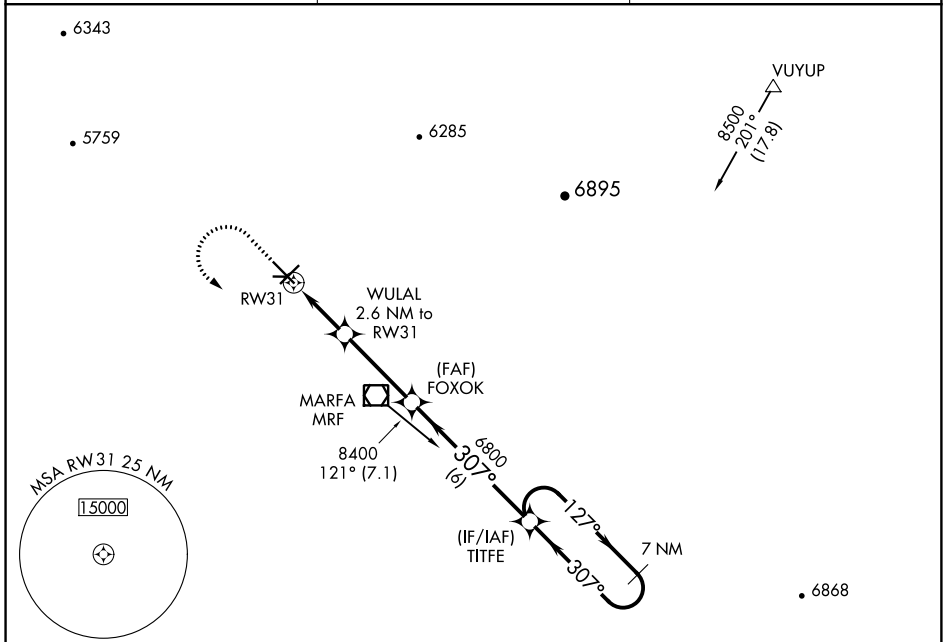 6343
VUYUP
8500
201°
(17.8)
5759
6285
6895
RW31
WULAL
2.6 NM to
RW31
(FAF)
FOXOK
MARFA
MRF
8400
121° (7.1)
6800
307°
(6)
MSA RW31 25 NM
15000
(IF/IAF)
TITFE
127°
7 NM
307°
6868